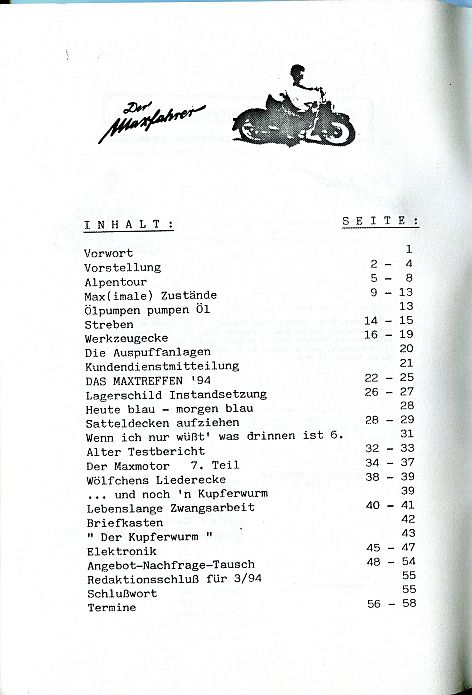 Der
Maxfahrer
INHALT: SEITE:
Vorwort 1
Vorstellung 2 - 4
Alpentour 5 - 8
Max(imale) Zustände 9 - 13
Ölpumpen pumpen Öl 13
Streben 14 - 15
Werkzeugecke 16 - 19
Die Auspuffanlagen 20
Kundendienstmitteilung 21
DAS MAXTREFFEN '94 22 - 25
Lagerschild Instandsetzung 26 - 27
Heute blau - morgen blau 28
Satteldecken aufziehen 28 - 29
Wenn ich nur wüßt' was drinnen ist 6. 31
Alter Testbericht 32 - 33
Der Maxmotor 7. Teil 34 - 37
Wölfchens Liederecke 38 - 39
... und noch 'n Kupferwurm 39
Lebenslange Zwangsarbeit 40 - 41
Briefkasten 42
" Der Kupferwurm " 43
Elektronik 45 - 47
Angebot-Nachfrage-Tausch 48 - 54
Redaktionsschluß für 3/94 55
Schlußwort 55
Termine 56 - 58